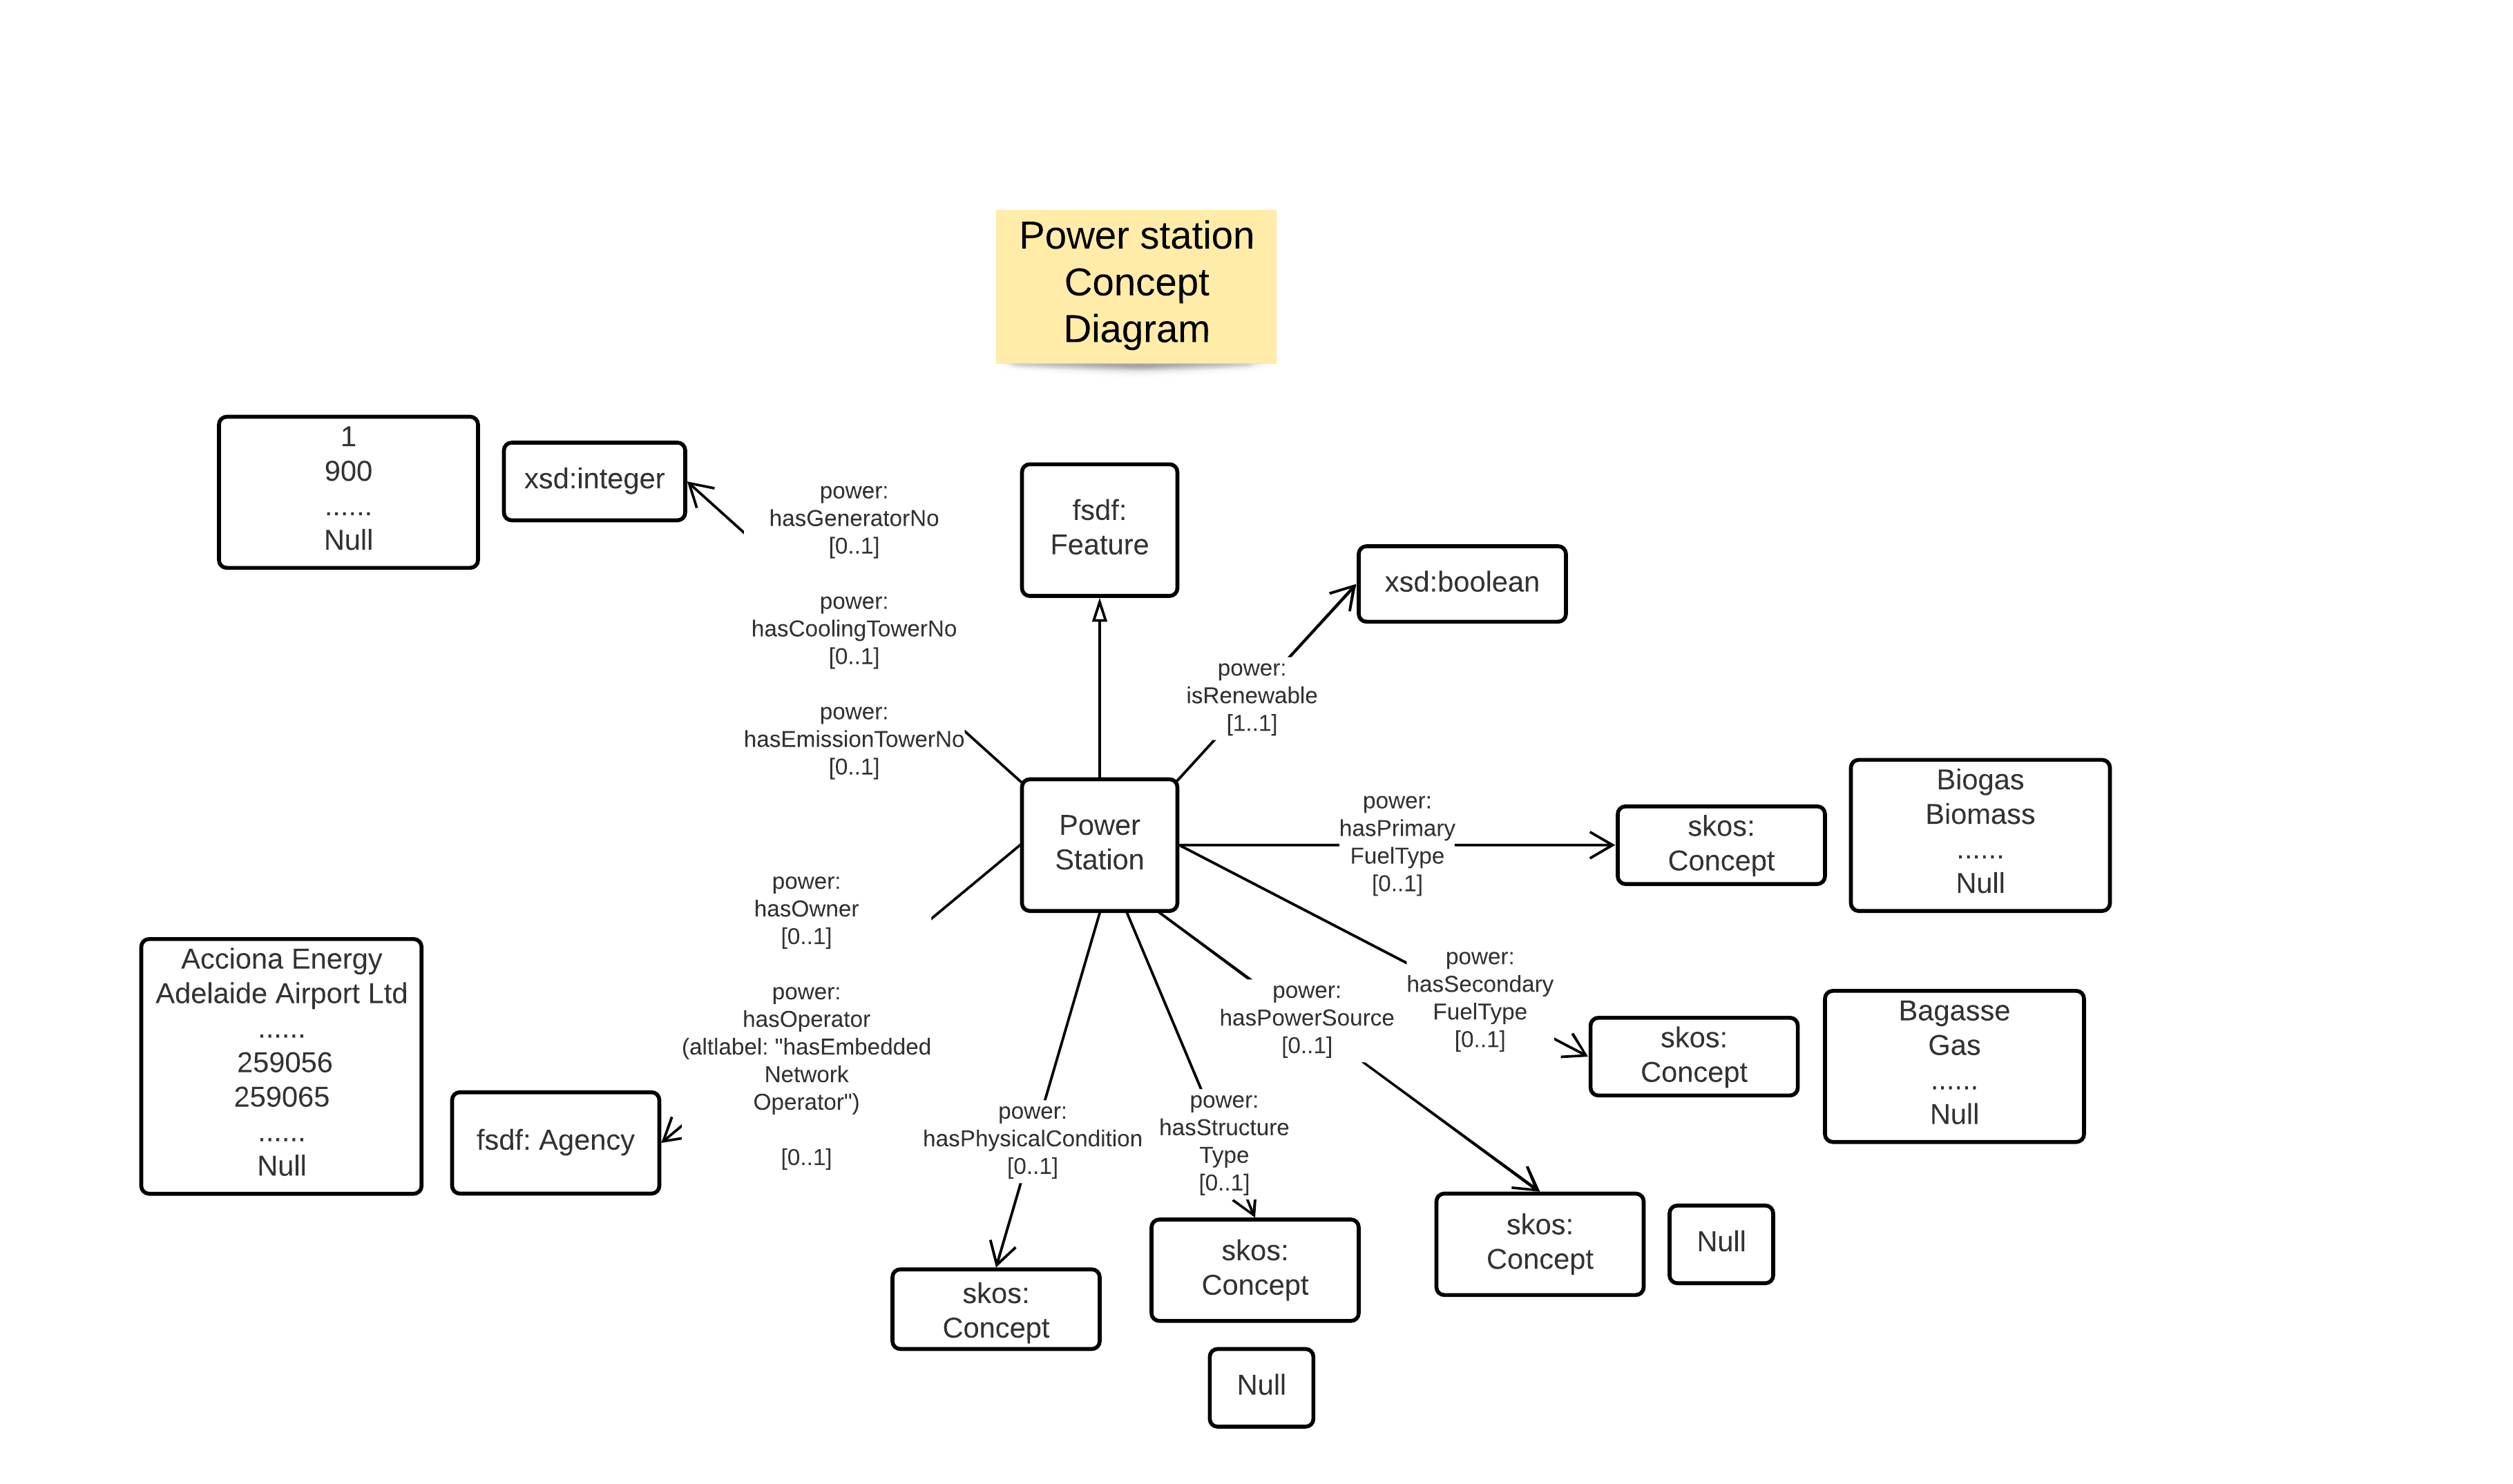 Power station
Concept
Diagram
1
900
......
Null
xsd:integer
power:
hasGeneratorNo
[0..1]
power:
hasCoolingTowerNo
[0..1]
power:
hasEmissionTowerNo
[0..1]
fsdf:
Feature
xsd:boolean
power:
isRenewable
[1..1]
Power
Station
power:
hasPrimary
FuelType
[0..1]
skos:
Concept
Biogas
Biomass
......
Null
power:
hasOwner
[0..1]
power:
hasOperator
(altlabel: "hasEmbedded
Network
Operator")
[0..1]
Acciona Energy
Adelaide Airport Ltd
......
259056
259065
......
Null
fsdf: Agency
power:
hasPhysicalCondition
[0..1]
skos:
Concept
power:
hasStructure
Type
[0..1]
skos:
Concept
Null
power:
hasPowerSource
[0..1]
skos:
Concept
Null
power:
hasSecondary
FuelType
[0..1]
skos:
Concept
Bagasse
Gas
......
Null